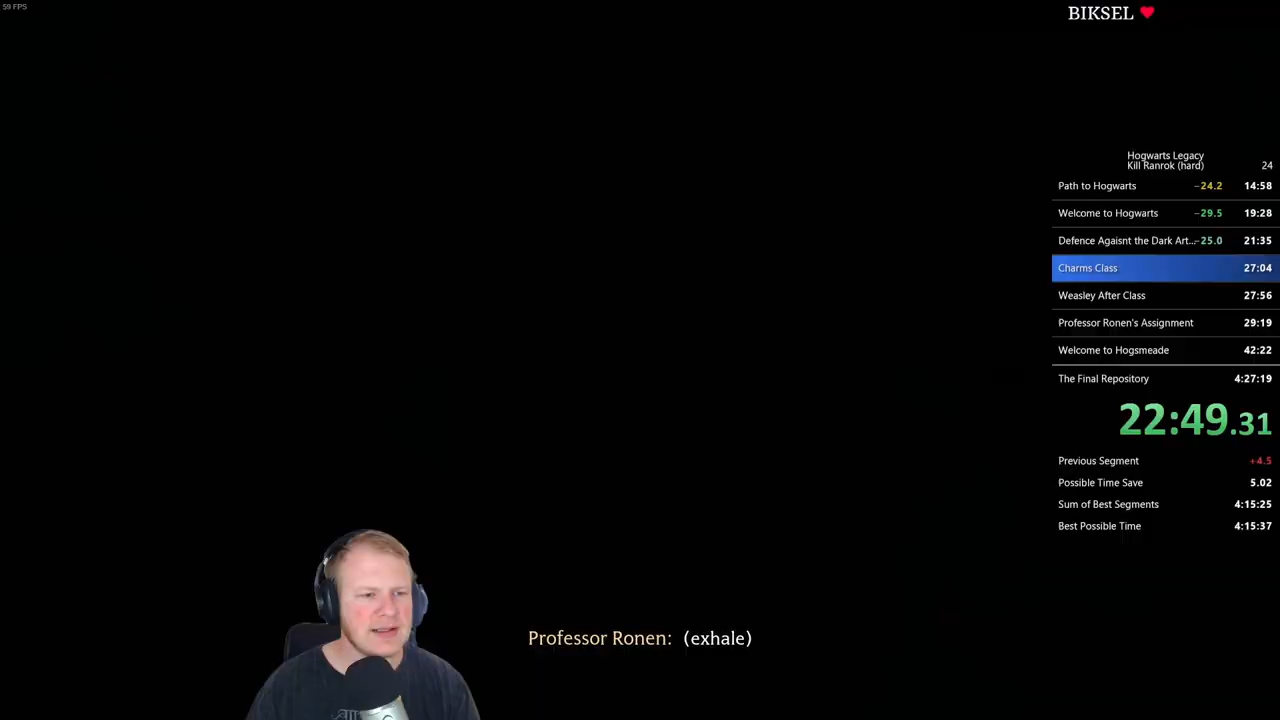 59 FPS
BIKSEL ❤
Hogwarts Legacy
Kill Ranrok (hard) 24
Path to Hogwarts −24.2 14:58
Welcome to Hogwarts −29.5 19:28
Defence Agaisnt the Dark Art... −25.0 21:35
Charms Class 27:04
Weasley After Class 27:56
Professor Ronen's Assignment 29:19
Welcome to Hogsmeade 42:22
The Final Repository 4:27:19
22:49.31
Previous Segment +4.5
Possible Time Save 5.02
Sum of Best Segments 4:15:25
Best Possible Time 4:15:37
Professor Ronen: (exhale)